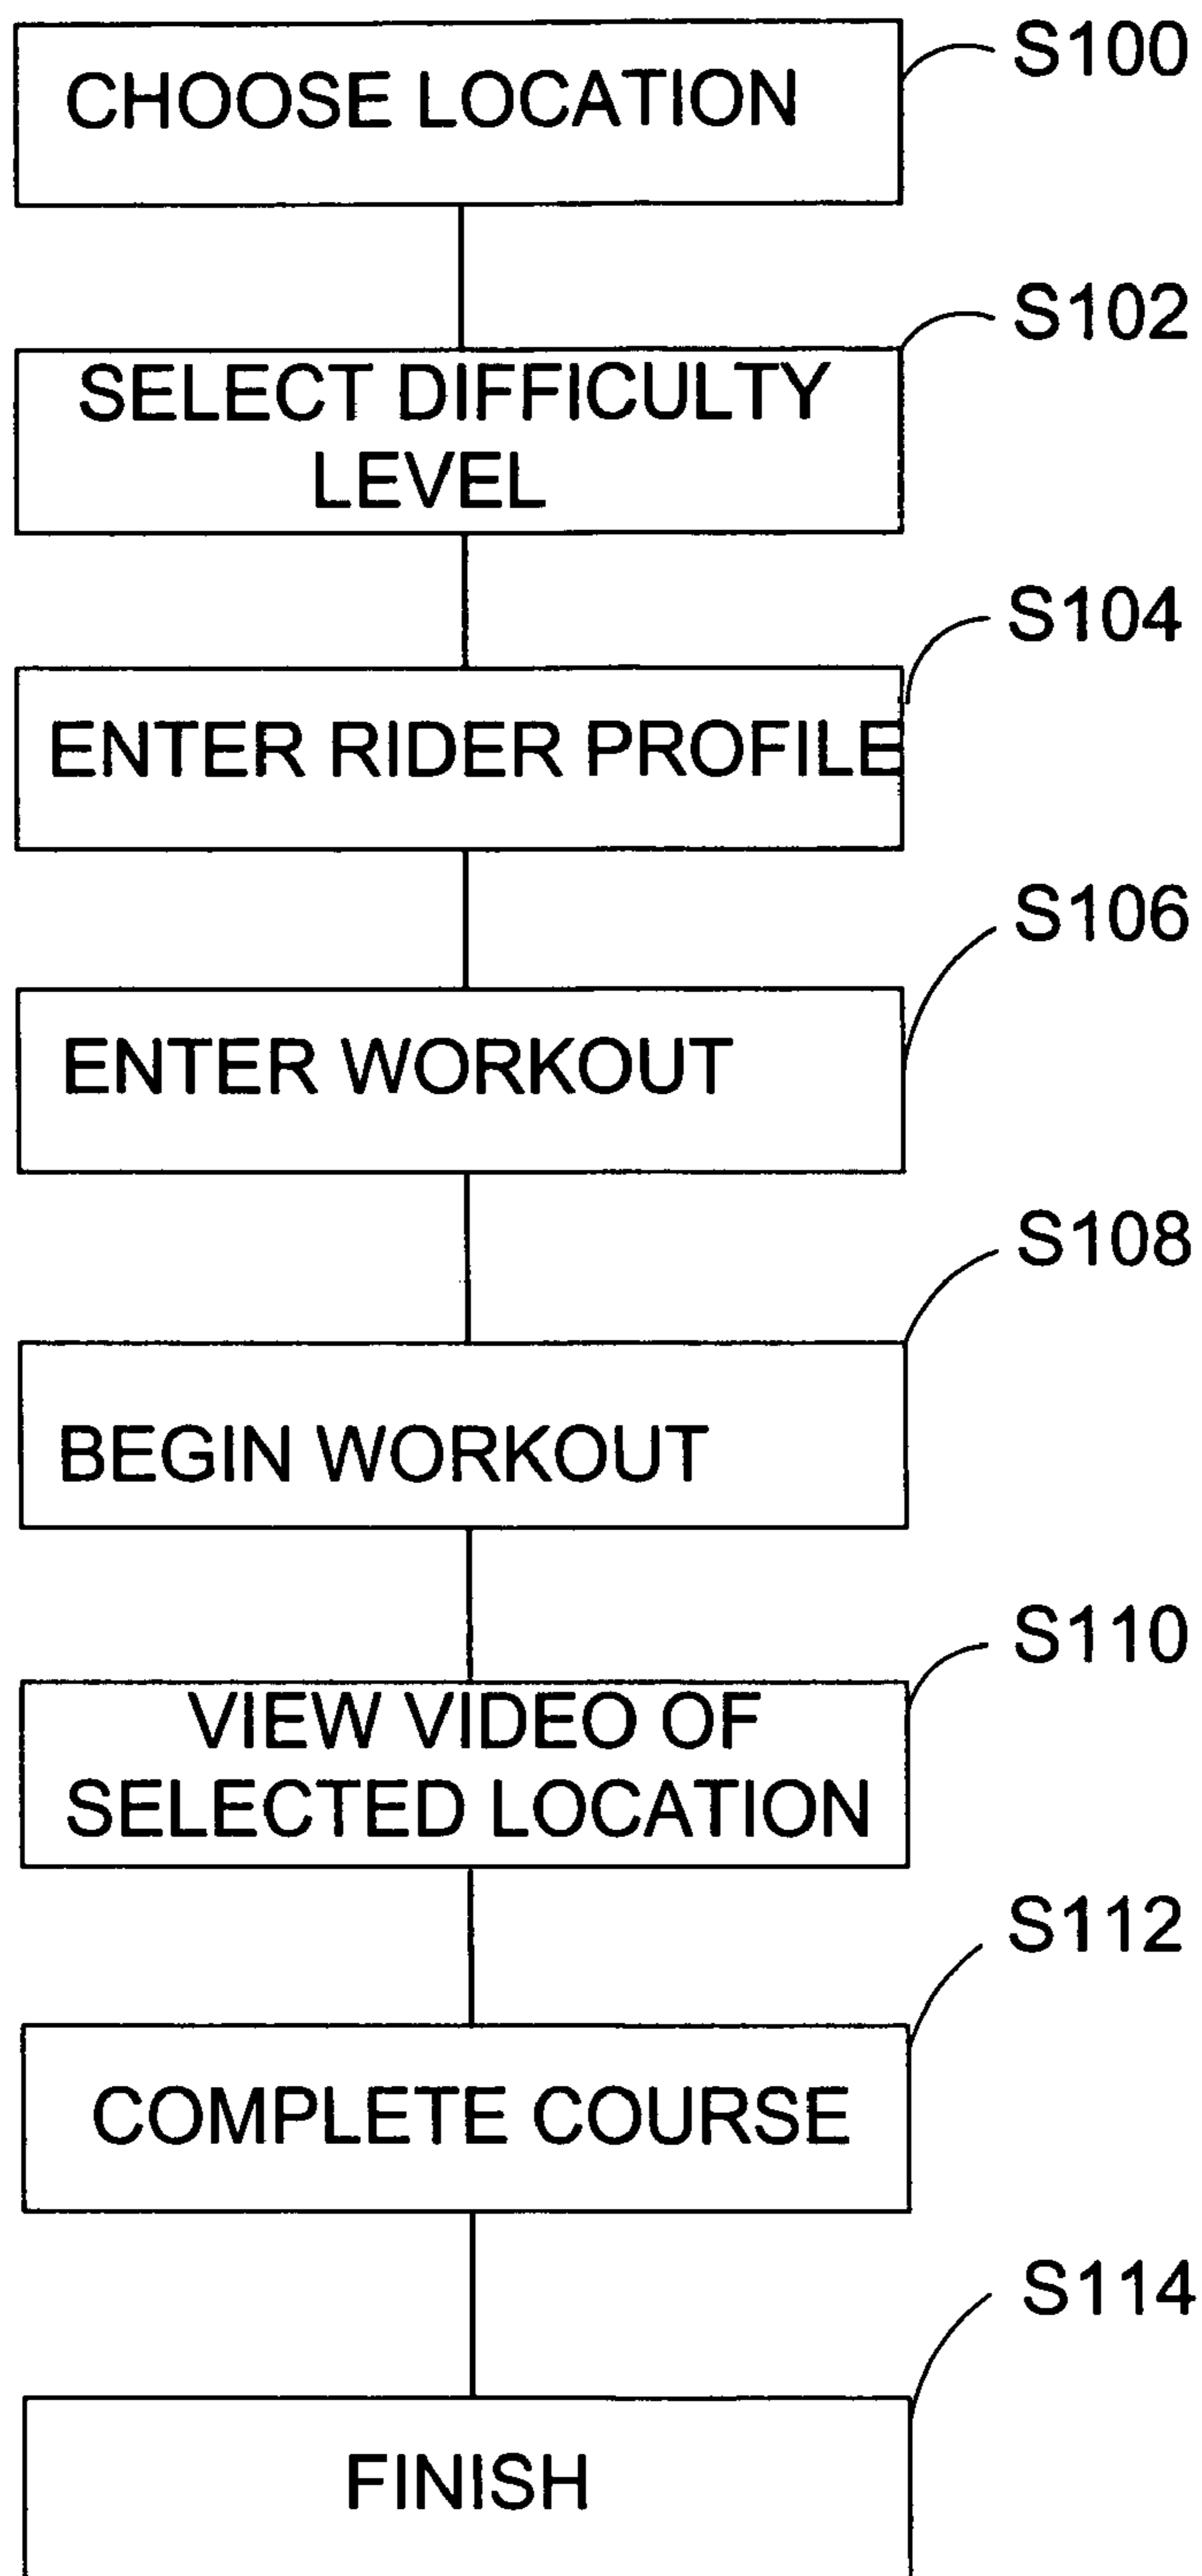 CHOOSE LOCATION
S100
SELECT DIFFICULTY
LEVEL
S102
ENTER RIDER PROFILE
S104
ENTER WORKOUT
S106
BEGIN WORKOUT
S108
VIEW VIDEO OF
SELECTED LOCATION
S110
COMPLETE COURSE
S112
FINISH
S114